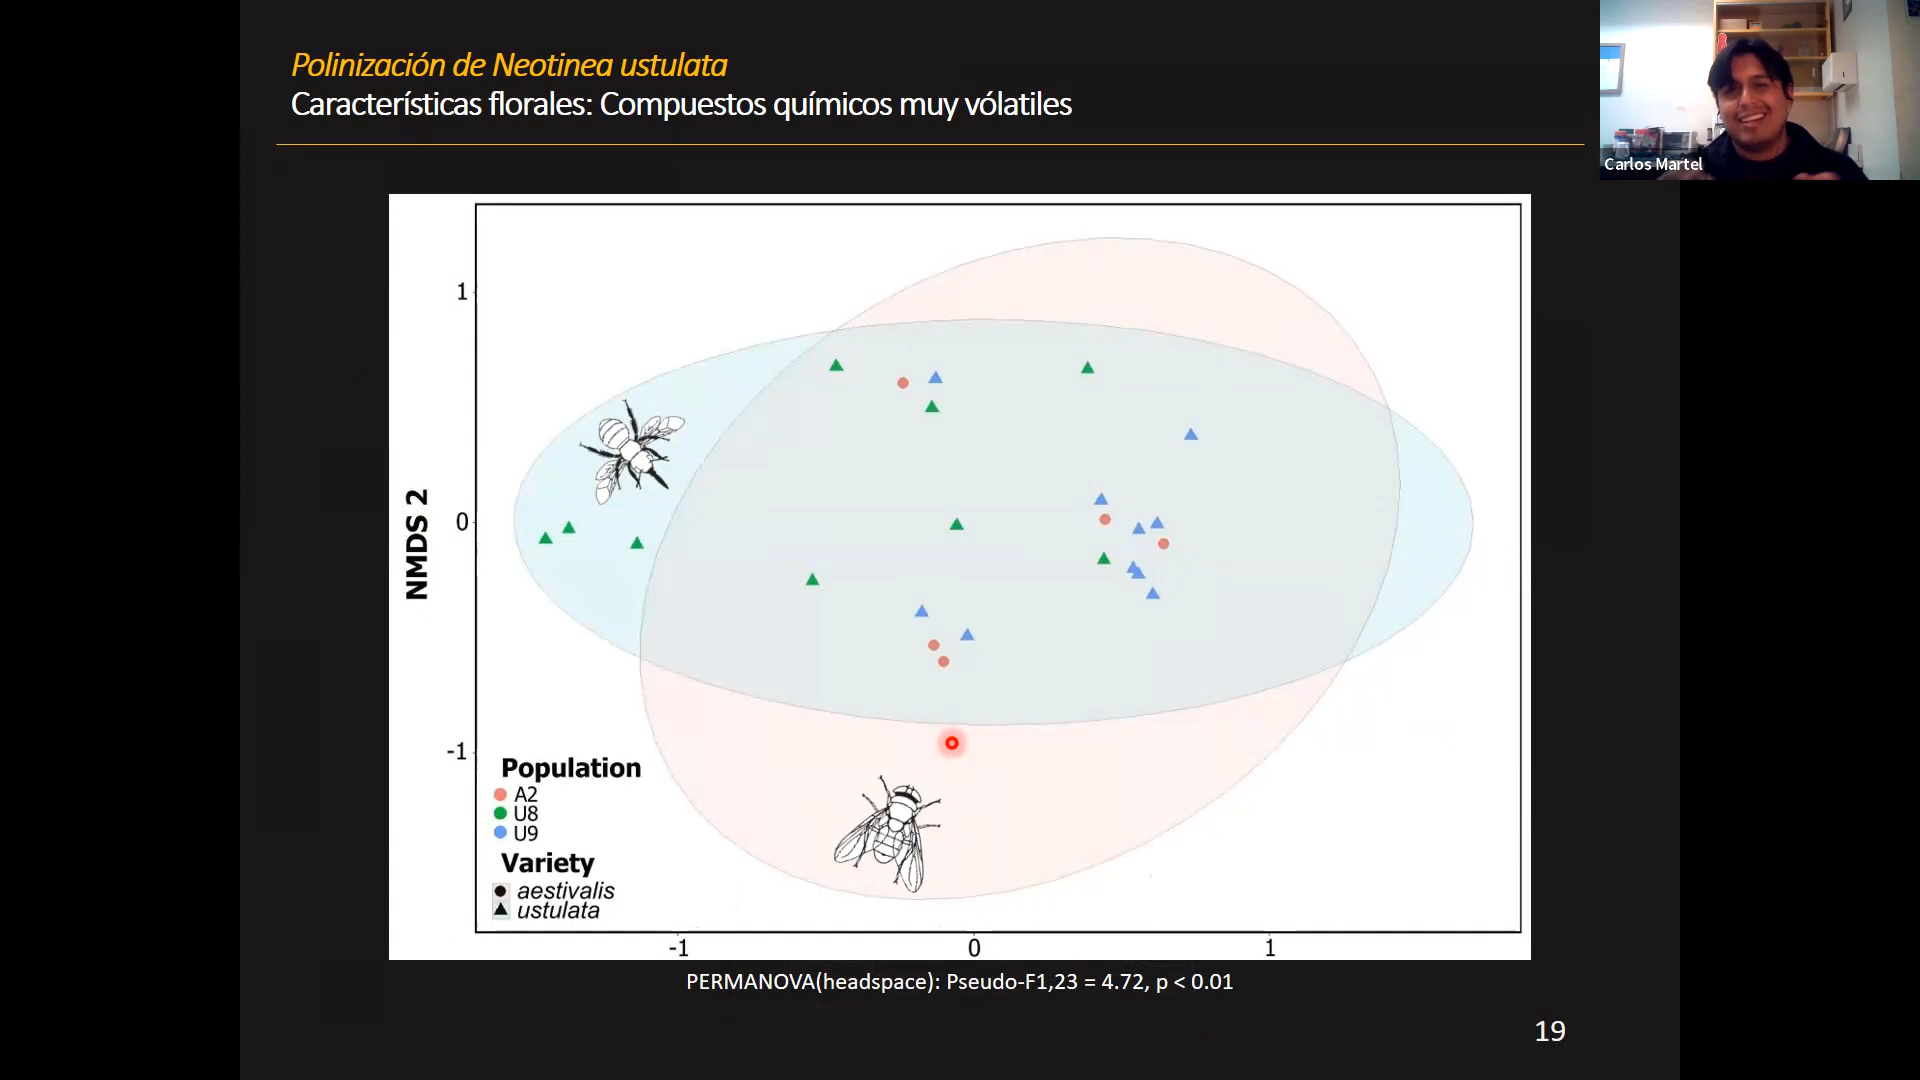 Polinización de Neotinea ustulata
Características florales: Compuestos químicos muy vólatiles
Carlos Martel
1
0
-1
NMDS 2
Population
A2
U8
U9
Variety
aestivalis
ustulata
-1
0
1
PERMANOVA(headspace): Pseudo-F1,23 = 4.72, p < 0.01
19